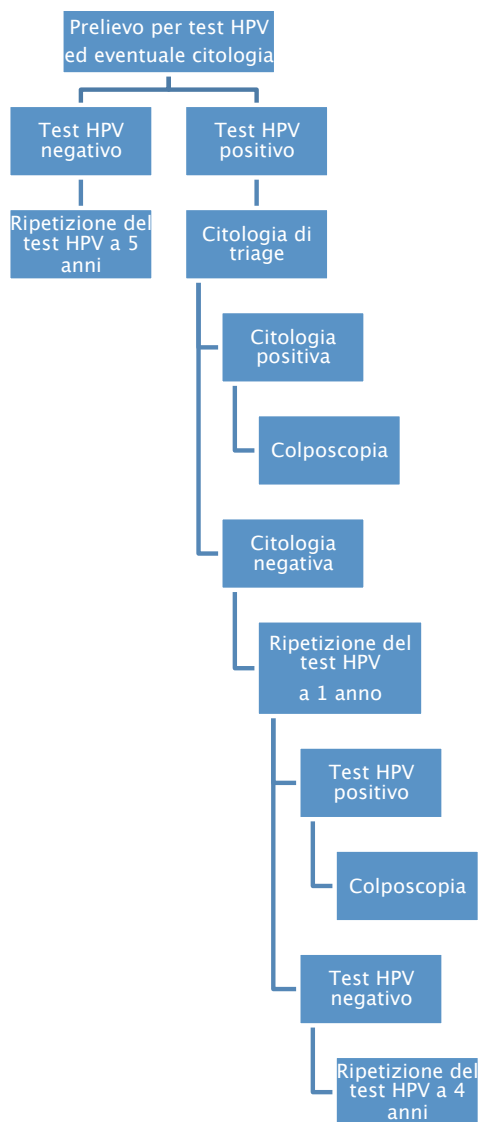 Prelievo per test HPV
ed eventuale citologia
Test HPV
negativo
Test HPV
positivo
Ripetizione del
test HPV a 5
anni
Citologia di
triage
Citologia
positiva
Colposcopia
Citologia
negativa
Ripetizione del
test HPV
a 1 anno
Test HPV
positivo
Colposcopia
Test HPV
negativo
Ripetizione del
test HPV a 4
anni